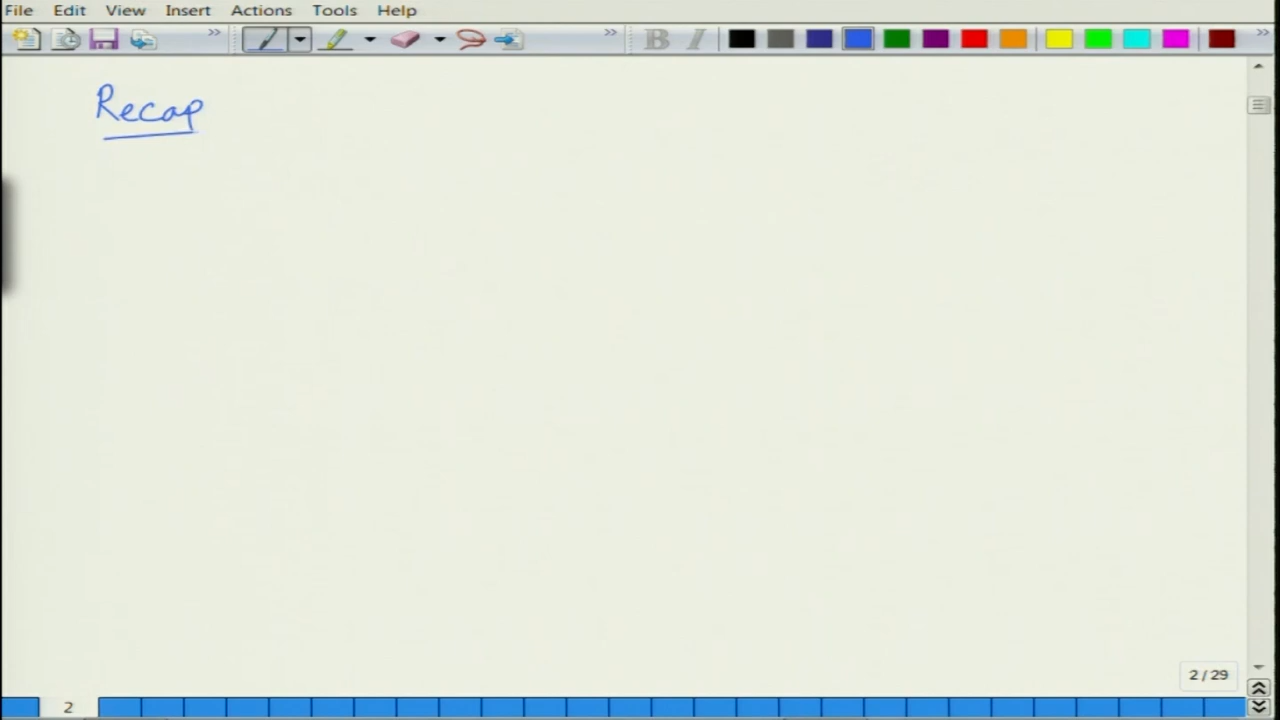 File Edit View Insert Actions Tools Help
» » B I »
Recap
2 / 29
2